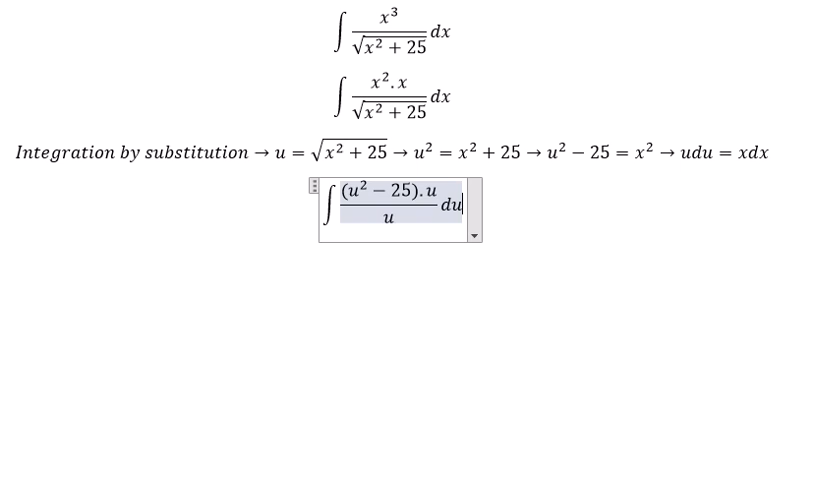 ∫ x³ / √(x² + 25) dx
∫ x².x / √(x² + 25) dx
Integration by substitution → u = √(x² + 25) → u² = x² + 25 → u² − 25 = x² → udu = xdx
∫ (u² − 25).u / u du